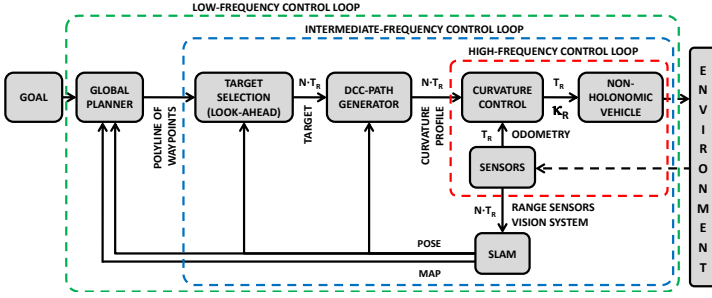 LOW-FREQUENCY CONTROL LOOP
INTERMEDIATE-FREQUENCY CONTROL LOOP
HIGH-FREQUENCY CONTROL LOOP
GOAL
GLOBAL
PLANNER
POLYLINE OF
WAYPOINTS
TARGET
SELECTION
(LOOK-AHEAD)
N·T_R
TARGET
DCC-PATH
GENERATOR
N·T_R
CURVATURE
PROFILE
CURVATURE
CONTROL
T_R
κ_R
NON-
HOLONOMIC
VEHICLE
T_R ODOMETRY
SENSORS
N·T_R RANGE SENSORS
VISION SYSTEM
SLAM
POSE
MAP
ENVIRONMENT